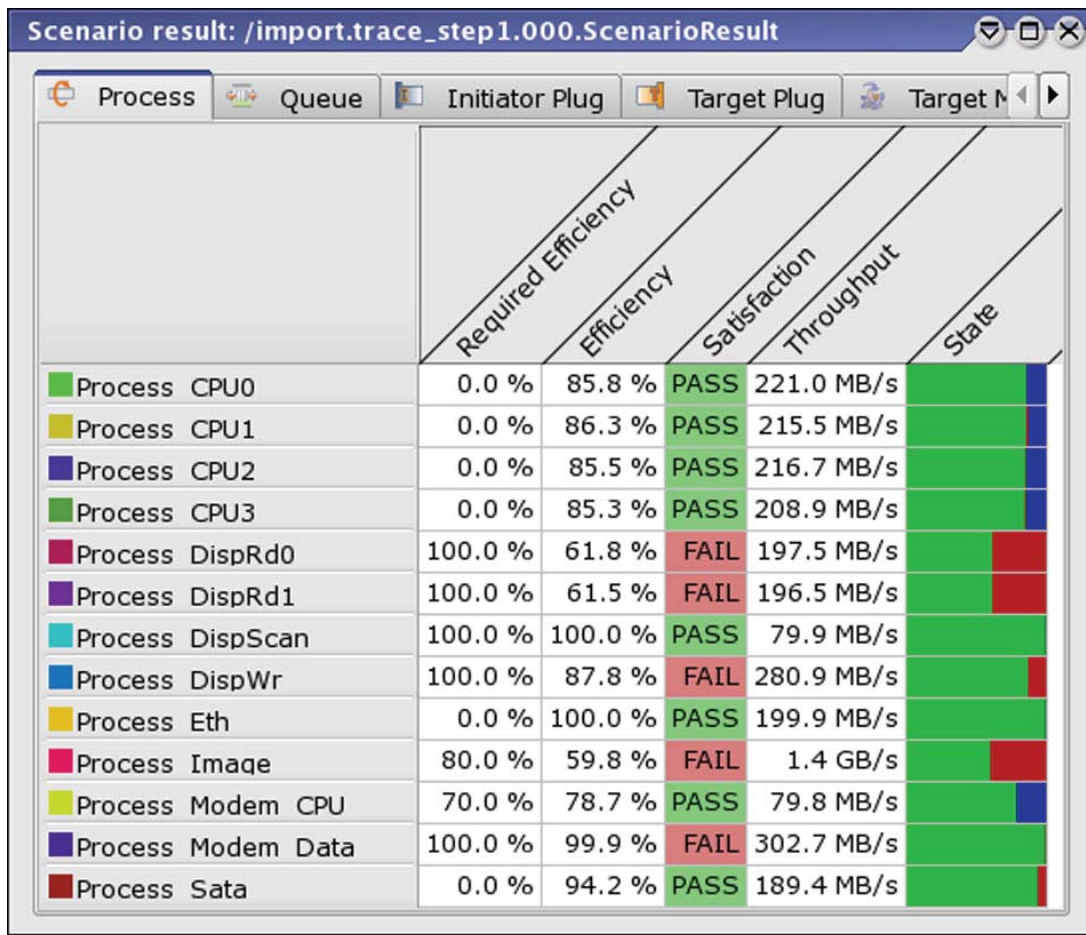 Scenario result: /import.trace_step1.000.ScenarioResult
Process Queue Initiator Plug Target Plug Target M
Required Efficiency Efficiency Satisfaction Throughput State
Process CPU0 0.0 % 85.8 % PASS 221.0 MB/s
Process CPU1 0.0 % 86.3 % PASS 215.5 MB/s
Process CPU2 0.0 % 85.5 % PASS 216.7 MB/s
Process CPU3 0.0 % 85.3 % PASS 208.9 MB/s
Process DispRd0 100.0 % 61.8 % FAIL 197.5 MB/s
Process DispRd1 100.0 % 61.5 % FAIL 196.5 MB/s
Process DispScan 100.0 % 100.0 % PASS 79.9 MB/s
Process DispWr 100.0 % 87.8 % FAIL 280.9 MB/s
Process Eth 0.0 % 100.0 % PASS 199.9 MB/s
Process Image 80.0 % 59.8 % FAIL 1.4 GB/s
Process Modem CPU 70.0 % 78.7 % PASS 79.8 MB/s
Process Modem Data 100.0 % 99.9 % FAIL 302.7 MB/s
Process Sata 0.0 % 94.2 % PASS 189.4 MB/s